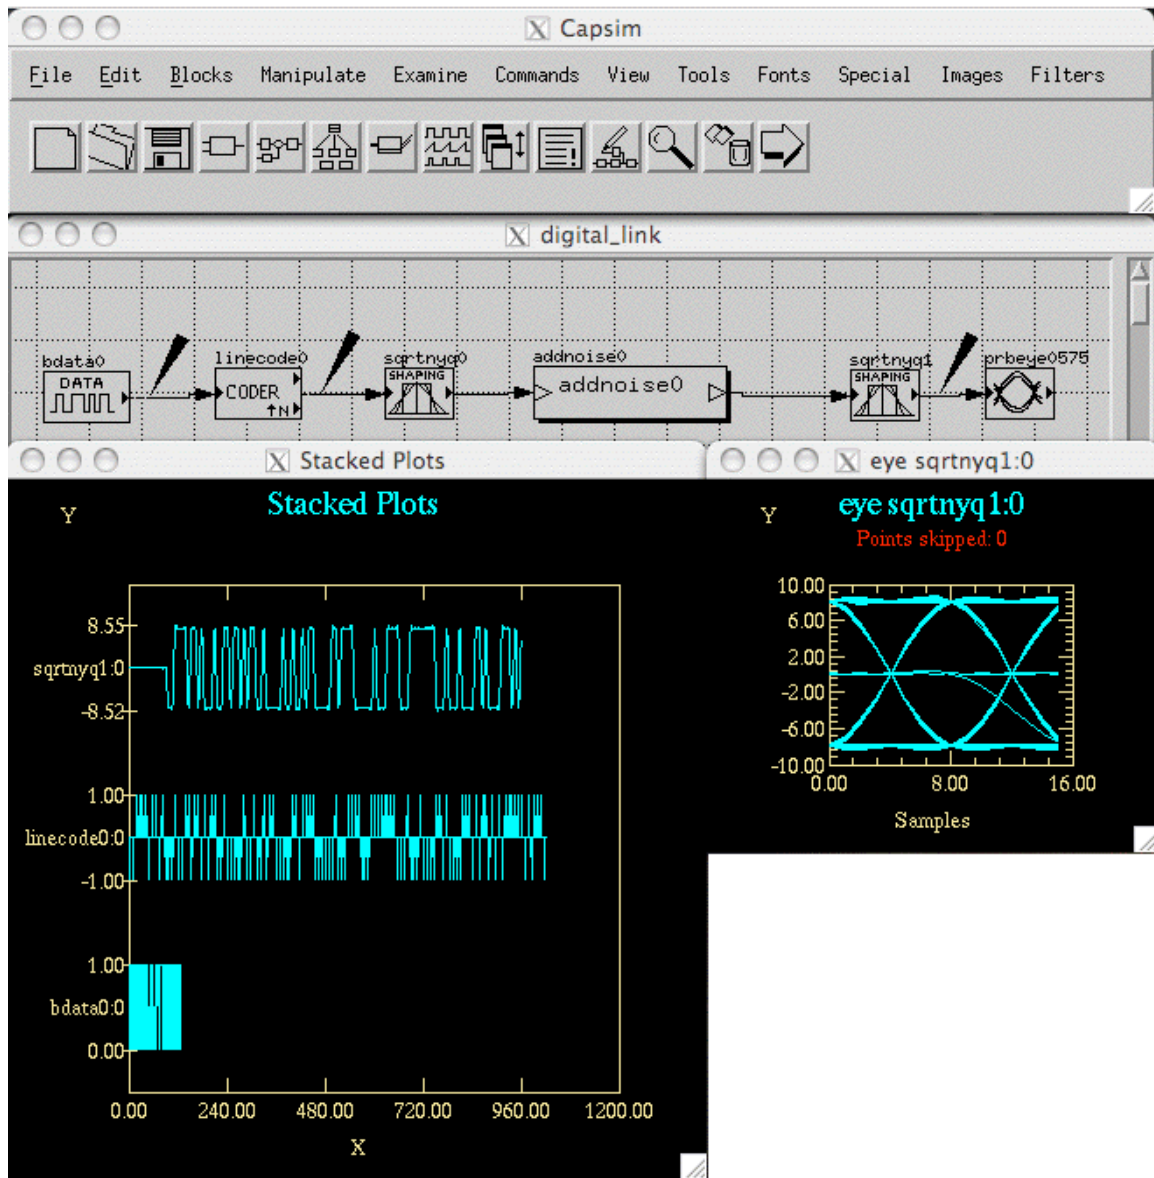 Capsim
File Edit Blocks Manipulate Examine Commands View Tools Fonts Special Images Filters
digital_link
bdata0 linecode0 sqrtnyq0 addnoise0 sqrtnyq1 prbeye0575
DATA CODER ↑N SHAPING addnoise0 SHAPING
Stacked Plots
Stacked Plots
Y
8.55
sqrtnyq1:0
-8.52
1.00
linecode0:0
-1.00
1.00
bdata0:0
0.00
0.00 240.00 480.00 720.00 960.00 1200.00
X
eye sqrtnyq1:0
eye sqrtnyq1:0
Y
Points skipped: 0
10.00
6.00
2.00
-2.00
-6.00
-10.00
0.00 8.00 16.00
Samples